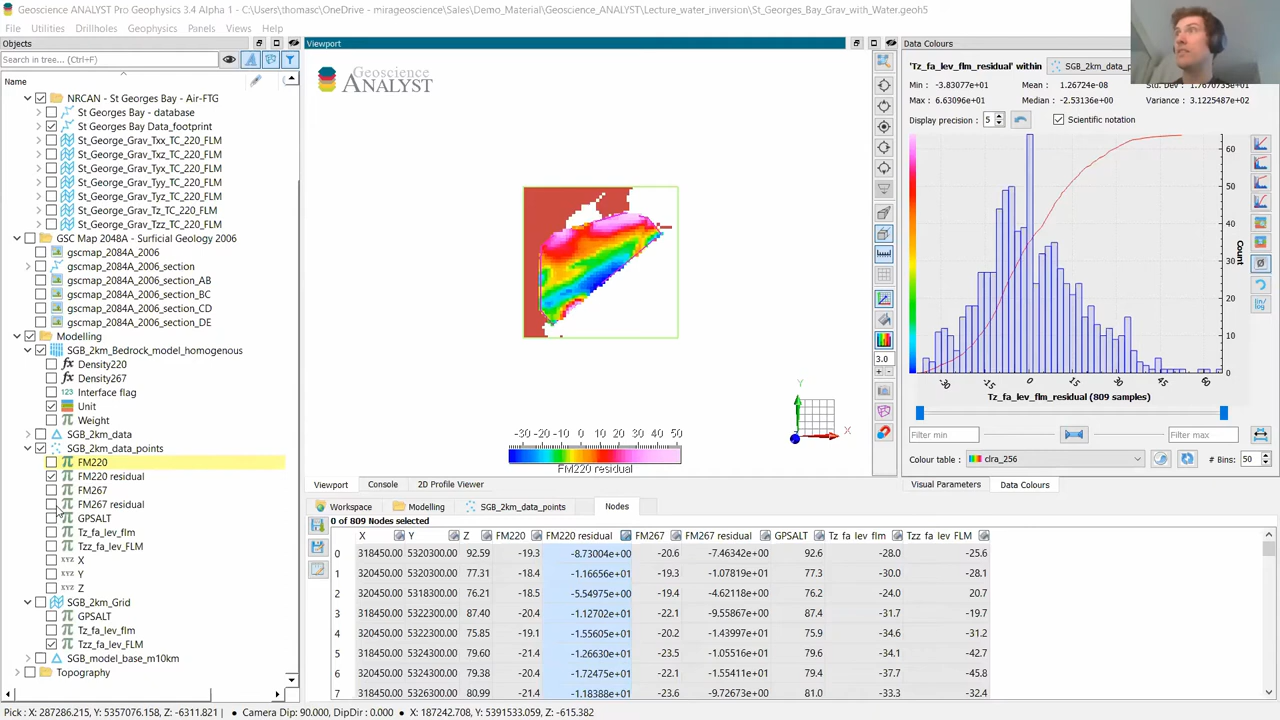 Geoscience ANALYST Pro Geophysics 3.4 Alpha 1 - C:\Users\thomasc\OneDrive - mirageoscience\Sales\Demo_Material\Geoscience_ANALYST\Lecture_water_inversion\St_Georges_Bay_Grav_with_Water.geoh5
File Utilities Drillholes Geophysics Panels Views Help
Objects
Search in tree... (Ctrl+F)
Name
NRCAN - St Georges Bay - Air-FTG
St Georges Bay - database
St Georges Bay Data_footprint
St_George_Grav_Txx_TC_220_FLM
St_George_Grav_Txy_TC_220_FLM
St_George_Grav_Txz_TC_220_FLM
St_George_Grav_Tyy_TC_220_FLM
St_George_Grav_Tyz_TC_220_FLM
St_George_Grav_Tz_TC_220_FLM
St_George_Grav_Tzz_TC_220_FLM
GSC Map 2048A - Surficial Geology 2006
gscmap_2084A_2006
gscmap_2084A_2006_section
gscmap_2084A_2006_section_AB
gscmap_2084A_2006_section_BC
gscmap_2084A_2006_section_CD
gscmap_2084A_2006_section_DE
Modelling
SGB_2km_Bedrock_model_homogenous
Density220
Density267
Interface flag
Unit
Weight
SGB_2km_data
SGB_2km_data_points
FM220
FM220 residual
FM267
FM267 residual
GPSALT
Tz_fa_lev_flm
Tzz_fa_lev_FLM
X
Y
Z
SGB_2km_Grid
GPSALT
Tz_fa_lev_flm
Tzz_fa_lev_FLM
SGB_model_base_m10km
Topography
Viewport
Geoscience
ANALYST
Y
X
3.0
-30 -20 -10 0 10 20 30 40 50
FM220 residual
Viewport Console 2D Profile Viewer
Workspace Modelling SGB_2km_data_points Nodes
0 of 809 Nodes selected
X Y Z FM220 FM220 residual FM267 FM267 residual GPSALT Tz_fa_lev_flm Tzz_fa_lev_FLM
0 318450.00 5320300.00 92.59 -19.3 -8.73004e+00 -20.6 -7.46342e+00 92.6 -28.0 -25.6
1 320450.00 5320300.00 77.31 -18.4 -1.16656e+01 -19.3 -1.07819e+01 77.3 -30.0 -28.1
2 320450.00 5318300.00 76.21 -18.5 -5.54975e+00 -19.4 -4.62118e+00 76.2 -24.0 20.7
3 318450.00 5322300.00 87.40 -20.4 -1.12702e+01 -22.1 -9.55867e+00 87.4 -31.7 -19.7
4 320450.00 5322300.00 75.85 -19.1 -1.55605e+01 -20.2 -1.43997e+01 75.9 -34.6 -31.2
5 318450.00 5324300.00 79.60 -21.4 -1.26630e+01 -23.5 -1.05516e+01 79.6 -34.1 -42.7
6 320450.00 5324300.00 79.38 -20.4 -1.72475e+01 -22.1 -1.55411e+01 79.4 -37.7 -45.8
7 318450.00 5326300.00 80.99 -21.4 -1.18388e+01 -23.6 -9.72673e+00 81.0 -33.3 -32.4
Data Colours
'Tz_fa_lev_flm_residual' within SGB_2km_data_p
Min : -3.83077e+01 Mean : 1.26724e-08
Max : 6.63096e+01 Median : -2.53136e+00 Variance : 3.1225487e+02
Display precision : 5 Scientific notation
60
50
40
30
20
10
0
Count
-30 -15 0 15 30 45 60
Tz_fa_lev_flm_residual (809 samples)
Filter min Filter max
Colour table : clra_256 # Bins: 50
Visual Parameters Data Colours
Pick : X: 287286.215, Y: 5357076.158, Z: -6311.821 | Camera Dip: 90.000, DipDir : 0.000 X: 187242.708, Y: 5391533.059, Z: -615.382